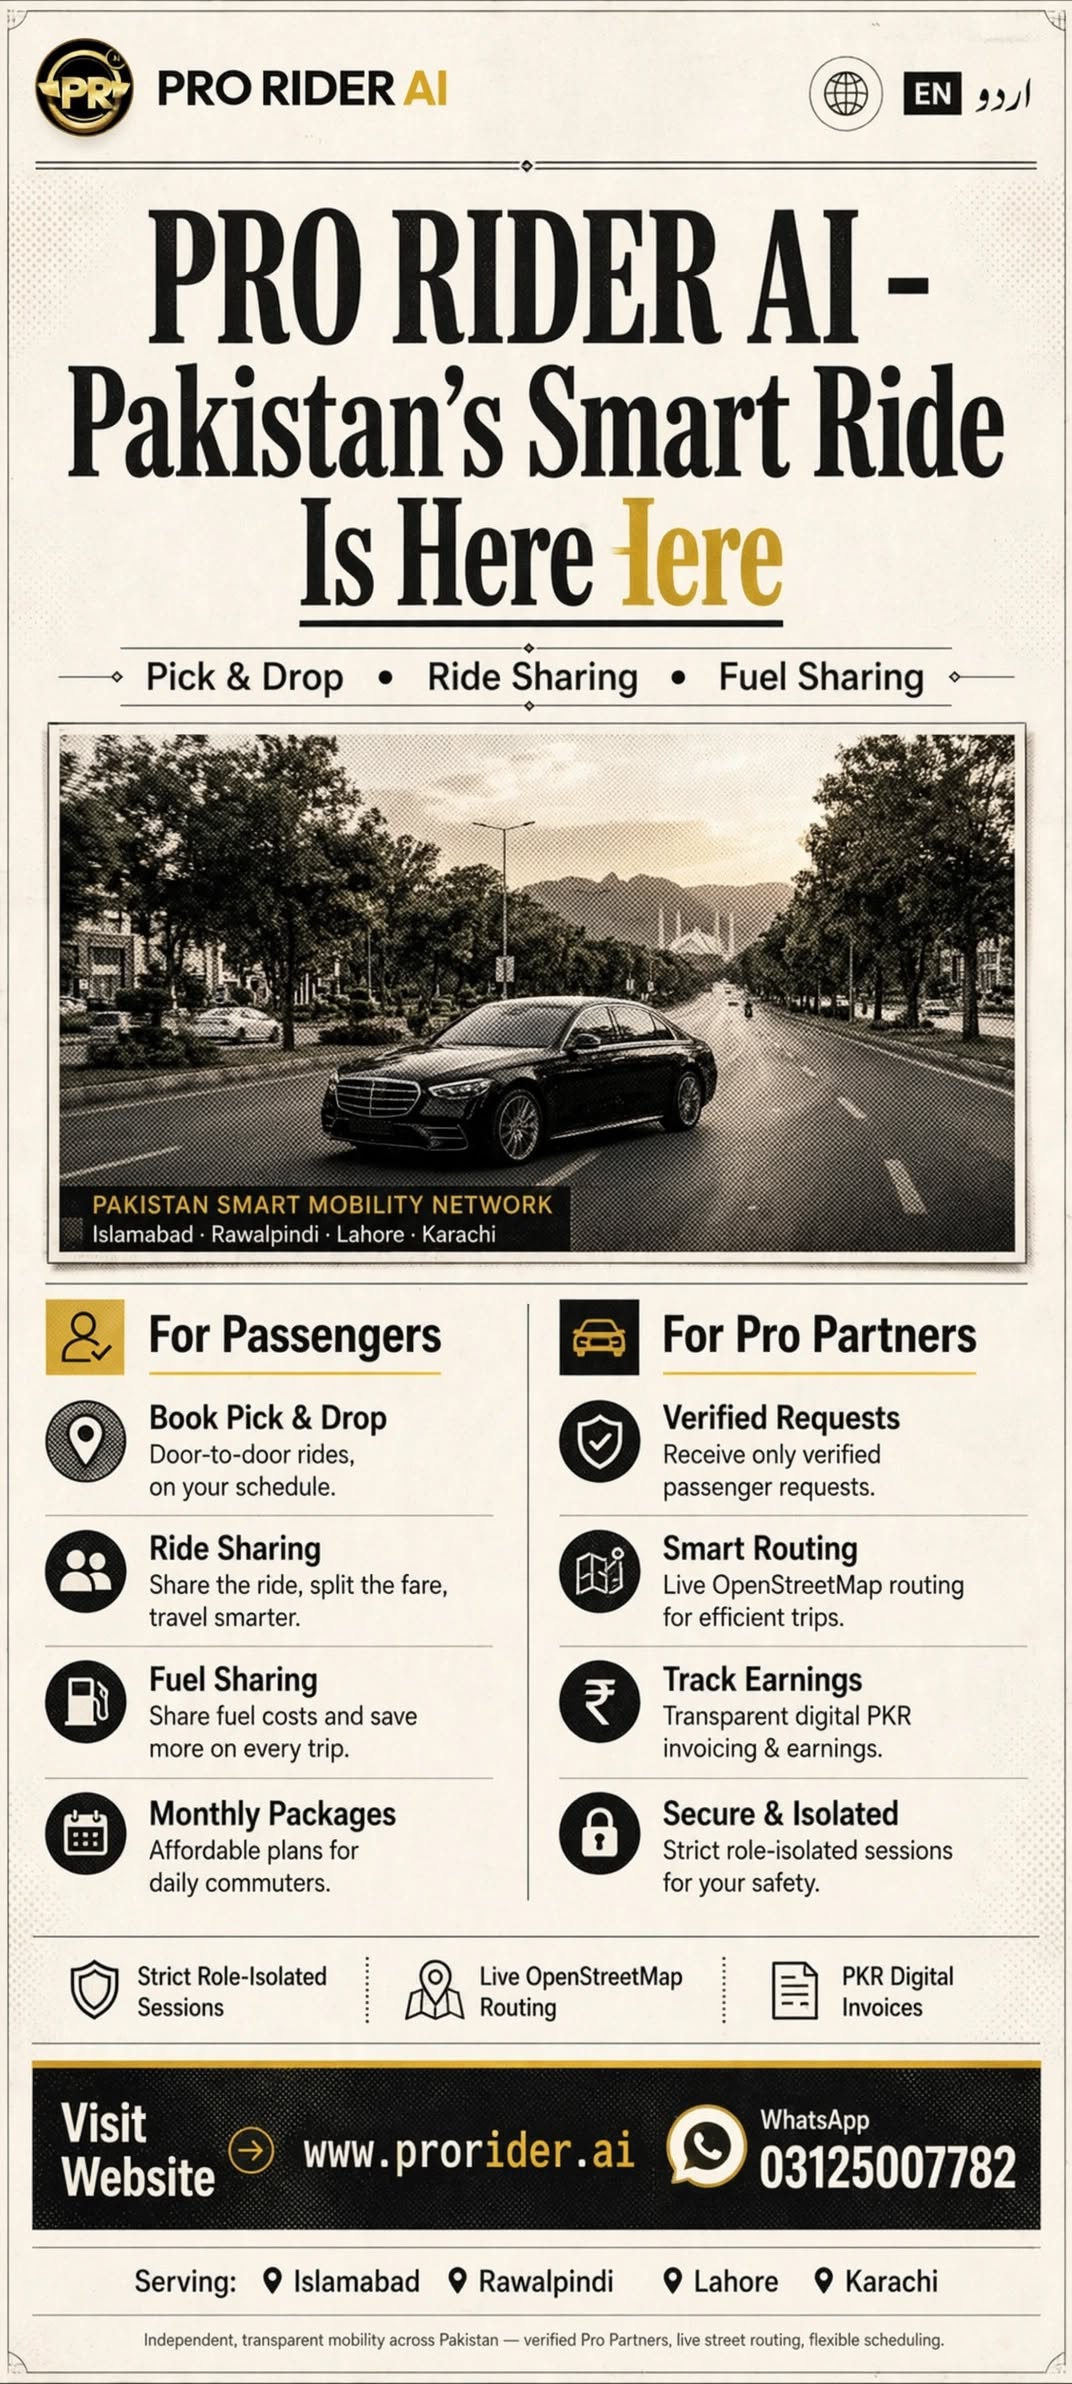 PR
PRO RIDER AI
EN اردو
PRO RIDER AI –
Pakistan's Smart Ride
Is Here Iere
Pick & Drop • Ride Sharing • Fuel Sharing
PAKISTAN SMART MOBILITY NETWORK
Islamabad · Rawalpindi · Lahore · Karachi
For Passengers
Book Pick & Drop
Door-to-door rides,
on your schedule.
Ride Sharing
Share the ride, split the fare,
travel smarter.
Fuel Sharing
Share fuel costs and save
more on every trip.
Monthly Packages
Affordable plans for
daily commuters.
For Pro Partners
Verified Requests
Receive only verified
passenger requests.
Smart Routing
Live OpenStreetMap routing
for efficient trips.
₹
Track Earnings
Transparent digital PKR
invoicing & earnings.
Secure & Isolated
Strict role-isolated sessions
for your safety.
Strict Role-Isolated
Sessions
Live OpenStreetMap
Routing
PKR Digital
Invoices
Visit
Website
www.prorider.ai
WhatsApp
03125007782
Serving: Islamabad Rawalpindi Lahore Karachi
Independent, transparent mobility across Pakistan — verified Pro Partners, live street routing, flexible scheduling.